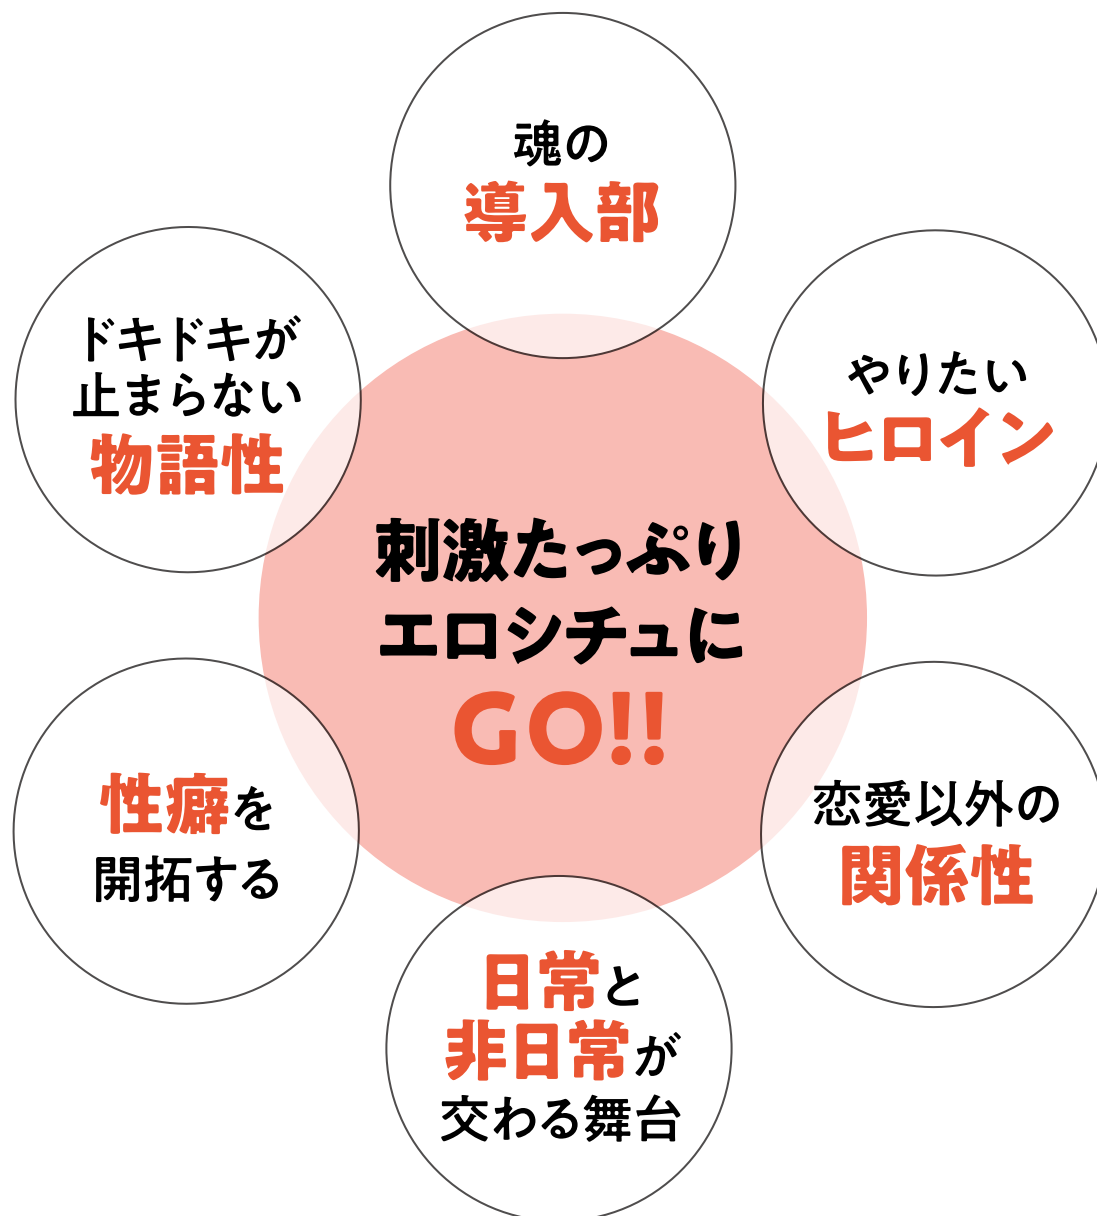 魂の
導入部
ドキドキが
止まらない
物語性
やりたい
ヒロイン
刺激たっぷり
エロシチュに
GO!!
性癖を
開拓する
恋愛以外の
関係性
日常と
非日常が
交わる舞台